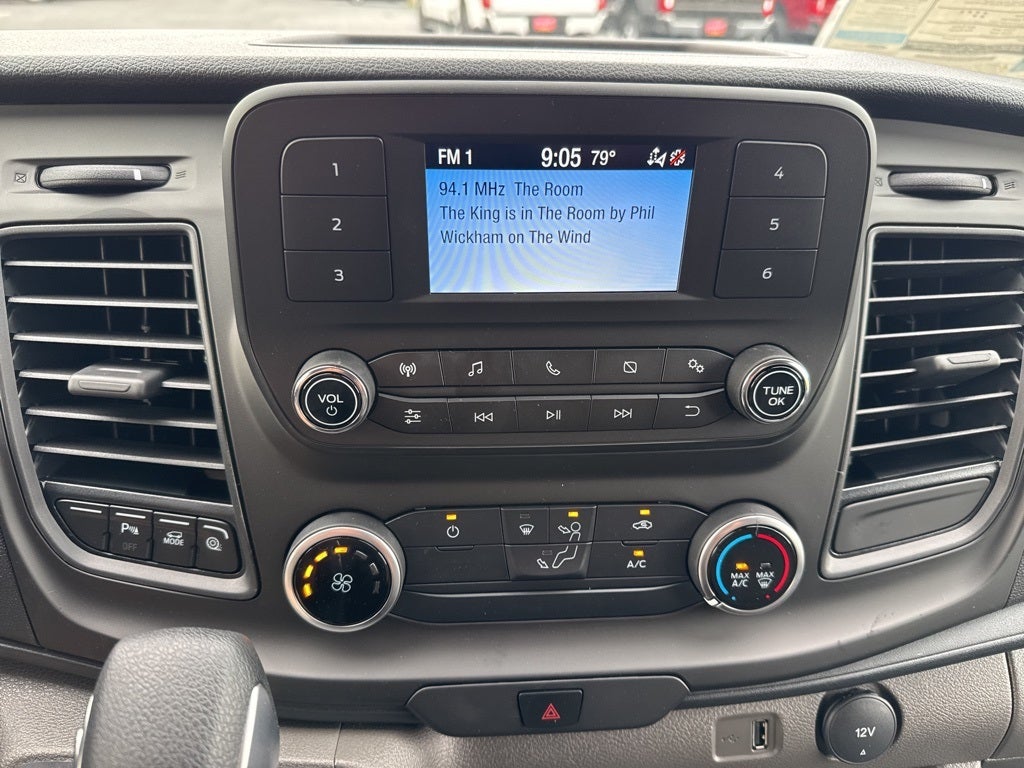 FM 1 9:05 79°
94.1 MHz The Room
The King is in The Room by Phil
Wickham on The Wind
1
2
3
4
5
6
VOL
TUNE
OK
P
OFF
MODE
A/C
MAX
A/C
MAX
12V